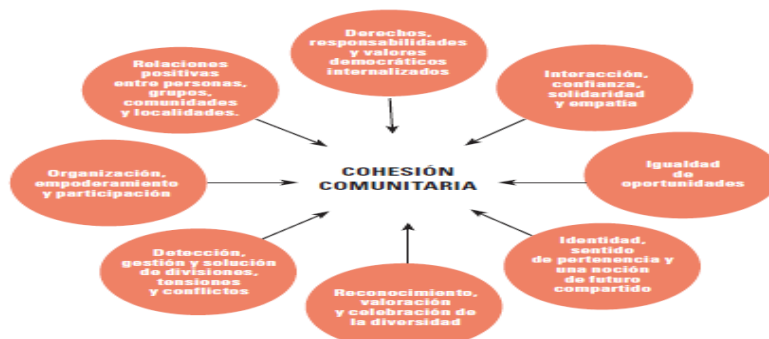 Derechos,
responsabilidades
y valores
democráticos
internalizados
Relaciones
positivas
entre personas,
grupos,
comunidades
y localidades.
Interacción,
confianza,
solidaridad
y empatía
Organización,
empoderamiento
y participación
COHESIÓN
COMUNITARIA
Igualdad
de
oportunidades
Detección,
gestión y solución
de divisiones,
tensiones
y conflictos
Identidad,
sentido
de pertenencia y
una noción
de futuro
compartido
Reconocimiento,
valoración
y celebración de
la diversidad